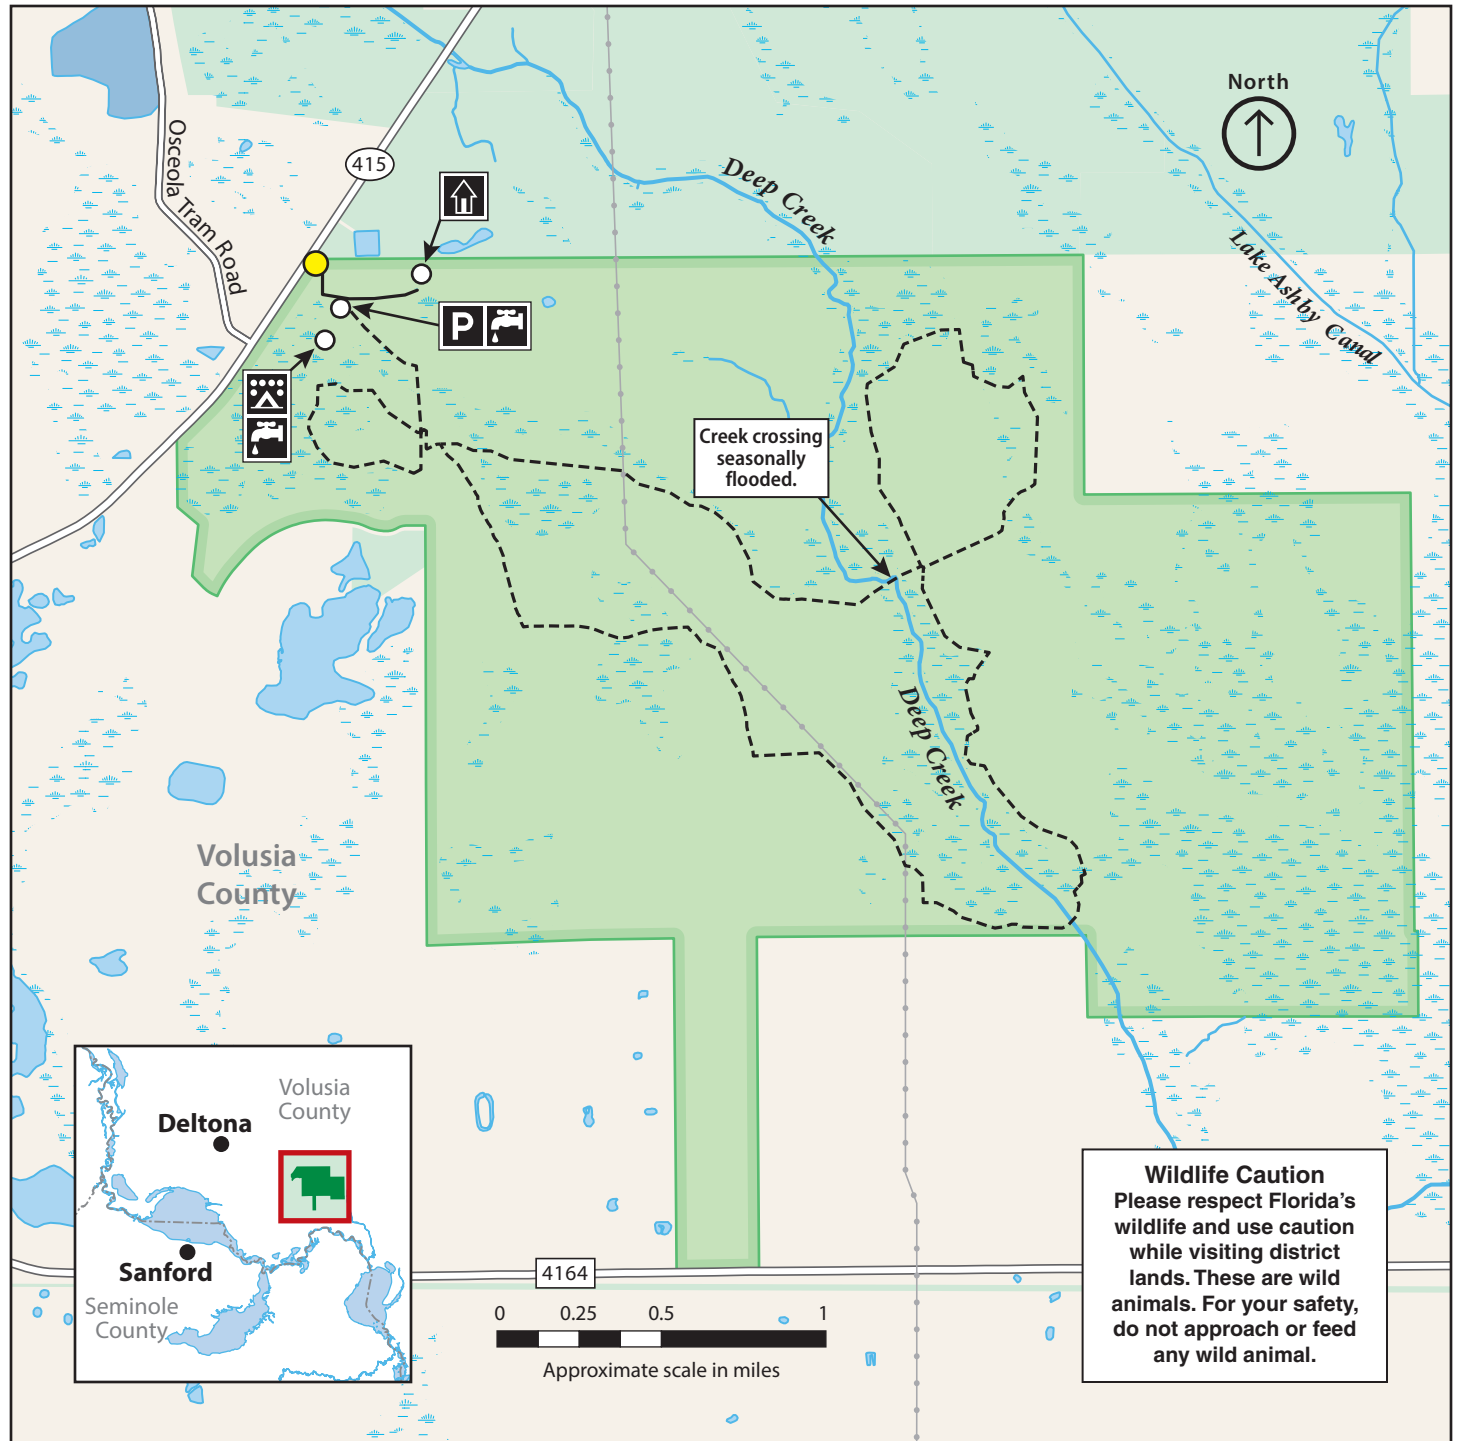 North
415
Osceola Tram Road
Deep Creek
Lake Ashby Canal
P
Creek crossing
seasonally
flooded.
Deep Creek
Volusia
County
Volusia
County
Deltona
Sanford
Seminole
County
4164
0 0.25 0.5 1
Approximate scale in miles
Wildlife Caution
Please respect Florida's
wildlife and use caution
while visiting district
lands. These are wild
animals. For your safety,
do not approach or feed
any wild animal.